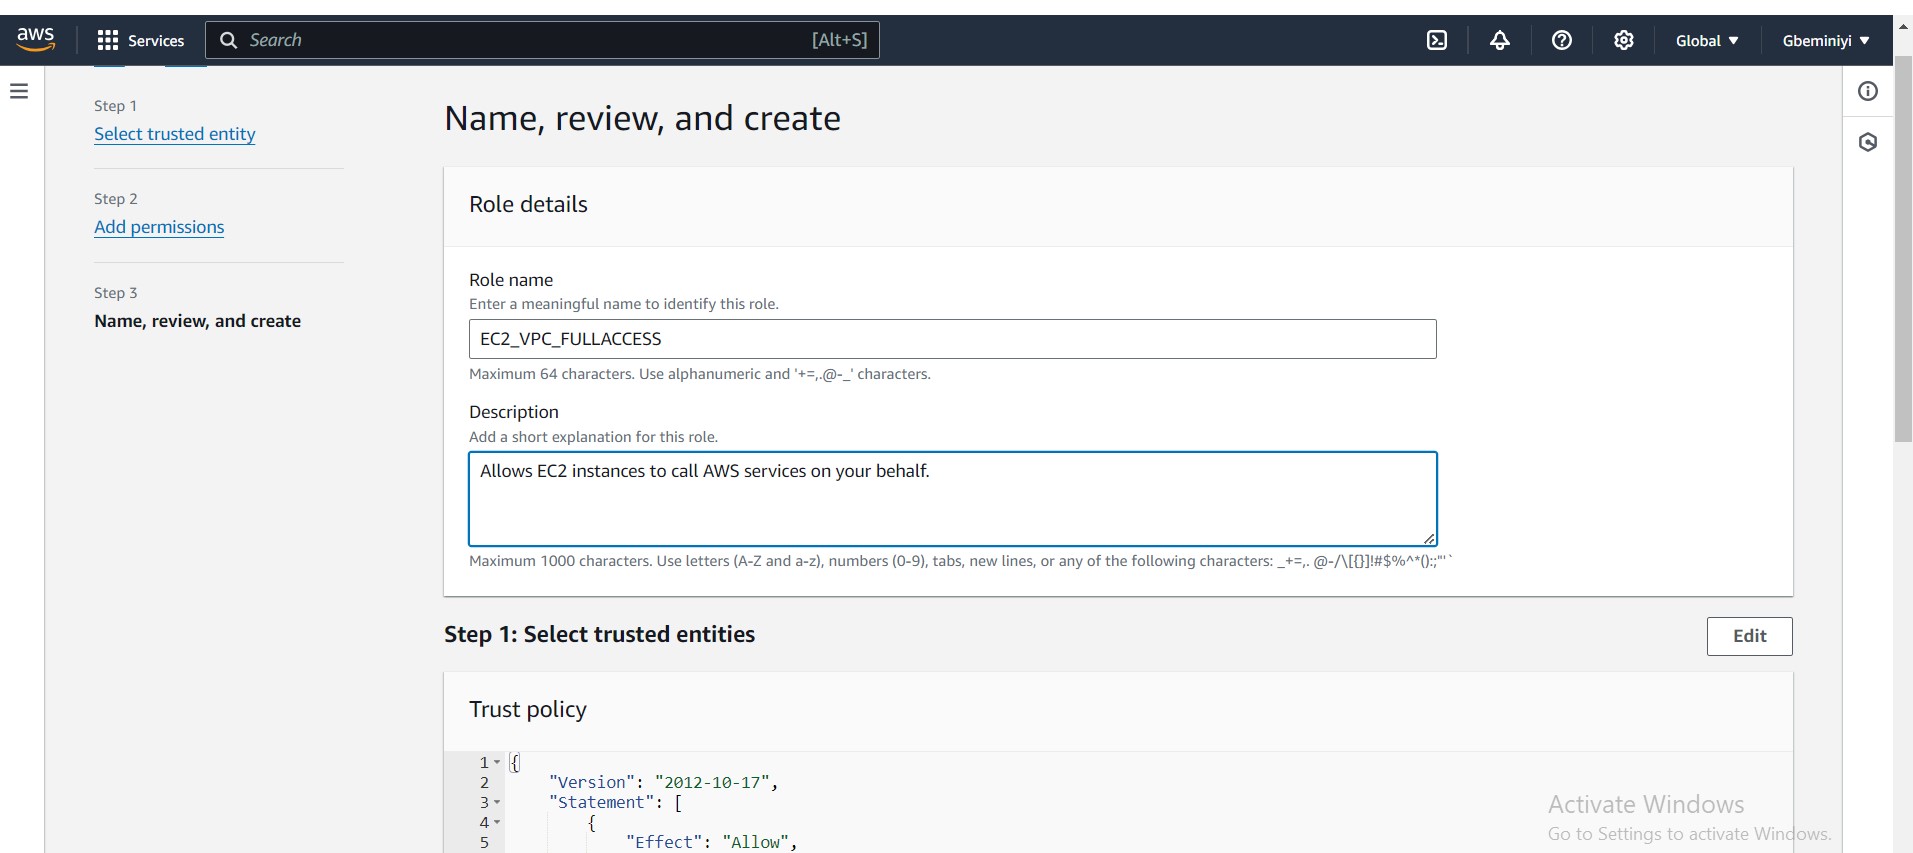 aws Services Search [Alt+S] Global Gbeminiyi
Step 1
Select trusted entity
Step 2
Add permissions
Step 3
Name, review, and create
Name, review, and create
Role details
Role name
Enter a meaningful name to identify this role.
EC2_VPC_FULLACCESS
Maximum 64 characters. Use alphanumeric and '+=,.@-_' characters.
Description
Add a short explanation for this role.
Allows EC2 instances to call AWS services on your behalf.
Maximum 1000 characters. Use letters (A-Z and a-z), numbers (0-9), tabs, new lines, or any of the following characters: _+=,. @-/\[{}]!#$%^*();:"'`
Step 1: Select trusted entities
Edit
Trust policy
1 {
2 "Version": "2012-10-17",
3 "Statement": [
4 {
5 "Effect": "Allow",
Activate Windows
Go to Settings to activate Windows.